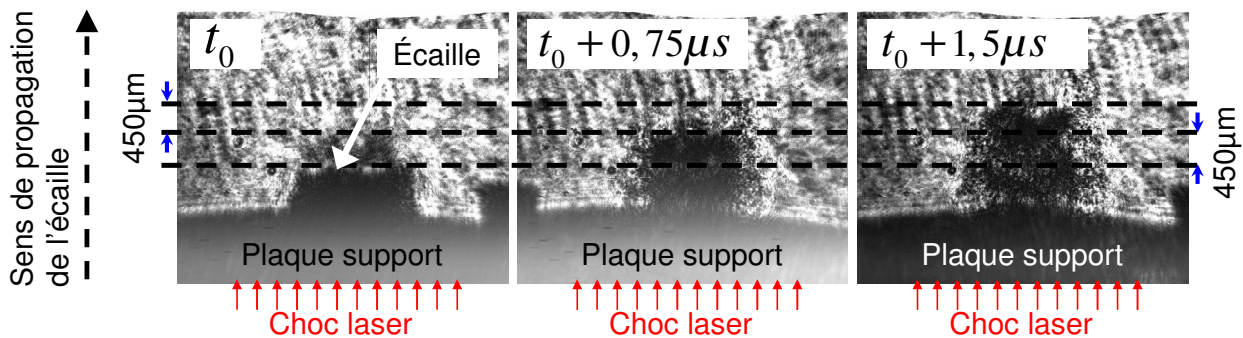 Sens de propagation
de l'écaille
450µm
t₀
Écaille
Plaque support
Choc laser
t₀ + 0,75µs
Plaque support
Choc laser
t₀ + 1,5µs
Plaque support
Choc laser
450µm